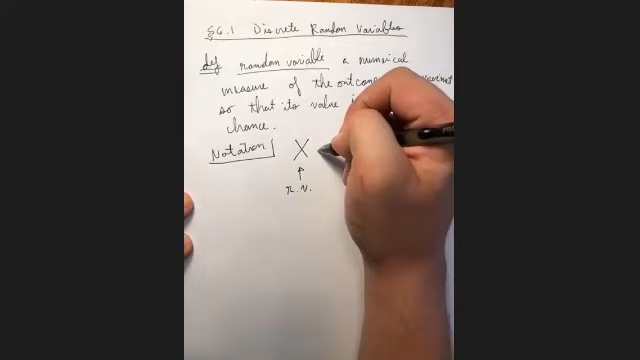 §6.1 Discrete Random Variables
def random variable a numerical
measure of the outcome
so that its value
chance.
Notation X
r.v.